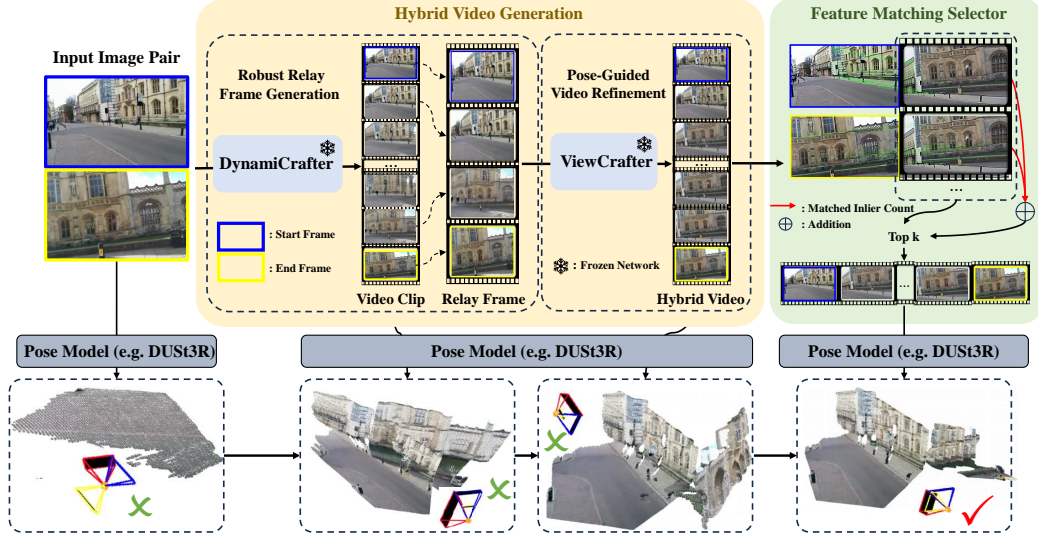 Hybrid Video Generation
Feature Matching Selector
Input Image Pair
Robust Relay
Frame Generation
DynamiCrafter
: Start Frame
: End Frame
...
Video Clip
Relay Frame
Pose-Guided
Video Refinement
ViewCrafter
: Frozen Network
...
Hybrid Video
...
: Matched Inlier Count
: Addition
Top k
...
Pose Model (e.g. DUSt3R)
Pose Model (e.g. DUSt3R)
Pose Model (e.g. DUSt3R)